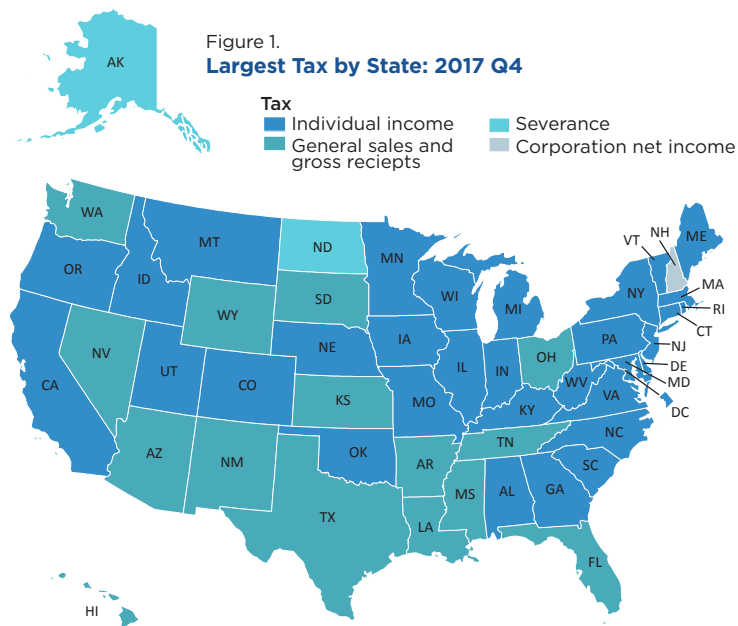 AK
Figure 1.
Largest Tax by State: 2017 Q4
Tax
Individual income
General sales and
gross reciepts
Severance
Corporation net income
WA
MT
ND
MN
VT
NH
ME
OR
ID
WY
SD
WI
MI
NY
MA
RI
CT
NV
NE
IA
PA
NJ
CA
UT
CO
IL
IN
OH
DE
MD
DC
KS
MO
WV
VA
KY
AZ
NM
OK
AR
TN
NC
SC
TX
LA
MS
AL
GA
FL
HI